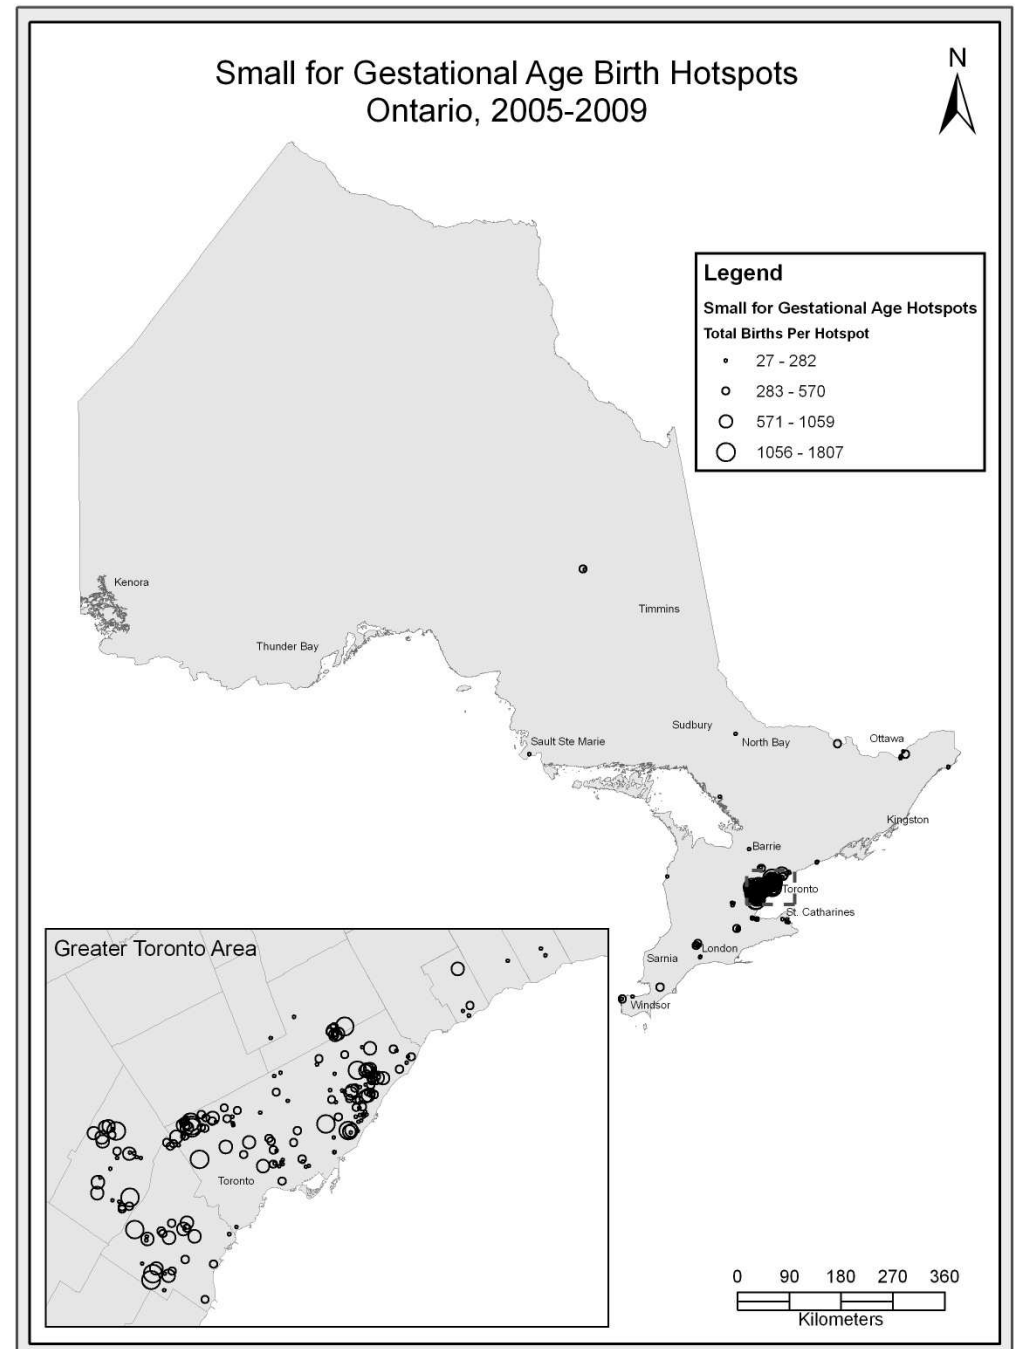 Small for Gestational Age Birth Hotspots
Ontario, 2005-2009
N
Legend
Small for Gestational Age Hotspots
Total Births Per Hotspot
27 - 282
283 - 570
571 - 1059
1056 - 1807
Kenora
Timmins
Thunder Bay
Sudbury
Sault Ste Marie
North Bay
Ottawa
Kingston
Barrie
Toronto
St. Catharines
London
Sarnia
Windsor
Greater Toronto Area
Toronto
0 90 180 270 360
Kilometers